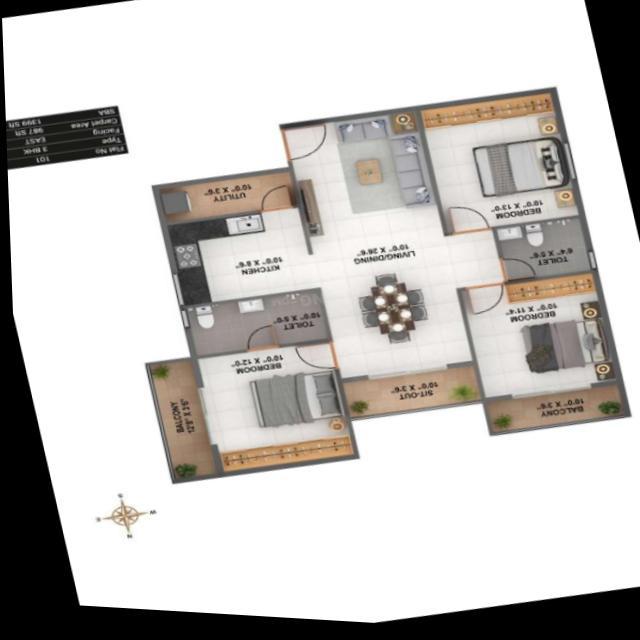 BALCONY
10'0" X 3'6"
SIT-OUT
10'0" X 3'6"
BALCONY
12'8" X 3'6"
BEDROOM
10'0" X 11'4"
BEDROOM
10'0" X 12'0"
TOILET
6'4" X 5'6"
TOILET
10'0" X 5'0"
LIVING/DINING
10'0" X 26'6"
KITCHEN
10'0" X 8'6"
BEDROOM
10'0" X 13'0"
UTILITY
10'0" X 3'6"
Flat No 101
Type 3 BHK
Facing EAST
Carpet Area 987 Sft
SBA 1399 Sft
N
W
E
S